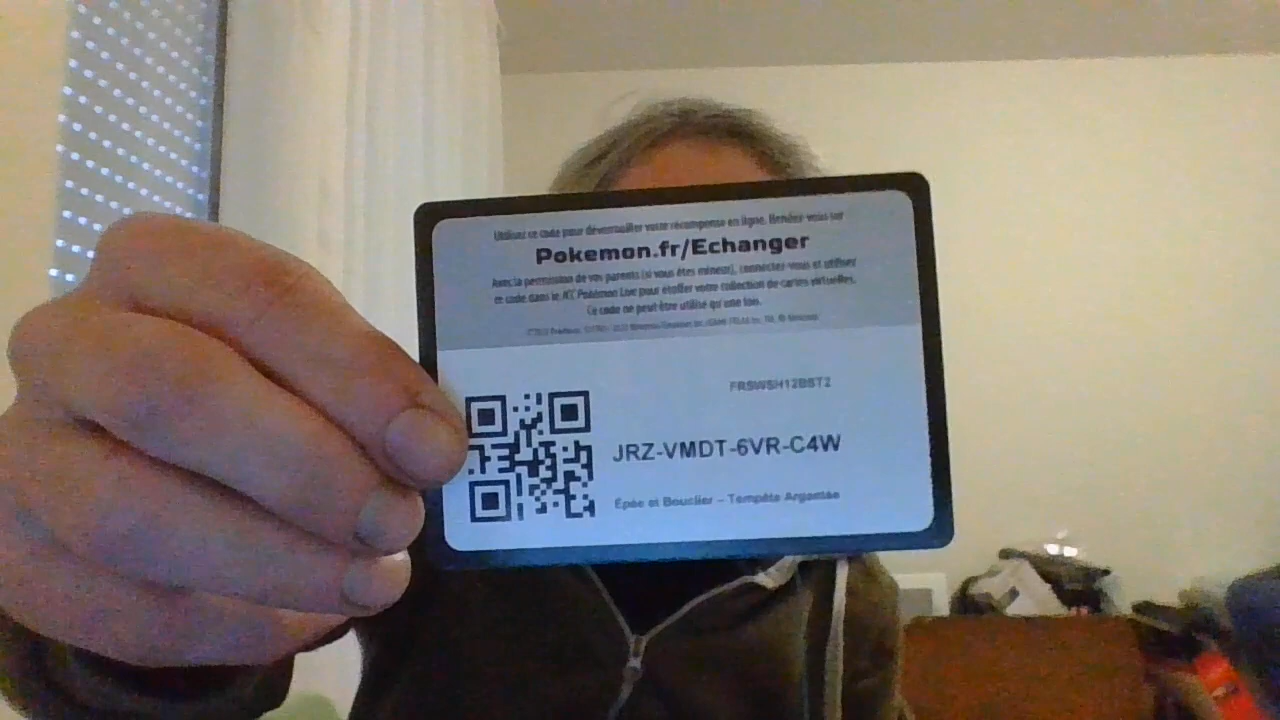 Utilisez ce code pour déverrouiller votre récompense en ligne. Rendez-vous sur
Pokemon.fr/Echanger
Avec la permission de vos parents (si vous êtes mineur), connectez-vous et utilisez
ce code dans le JCC Pokémon Live pour étoffer votre collection de cartes virtuelles.
Ce code ne peut être utilisé qu'une fois.
FRSWSH12BST2
JRZ-VMDT-6VR-C4W
Épée et Bouclier – Tempête Argentée